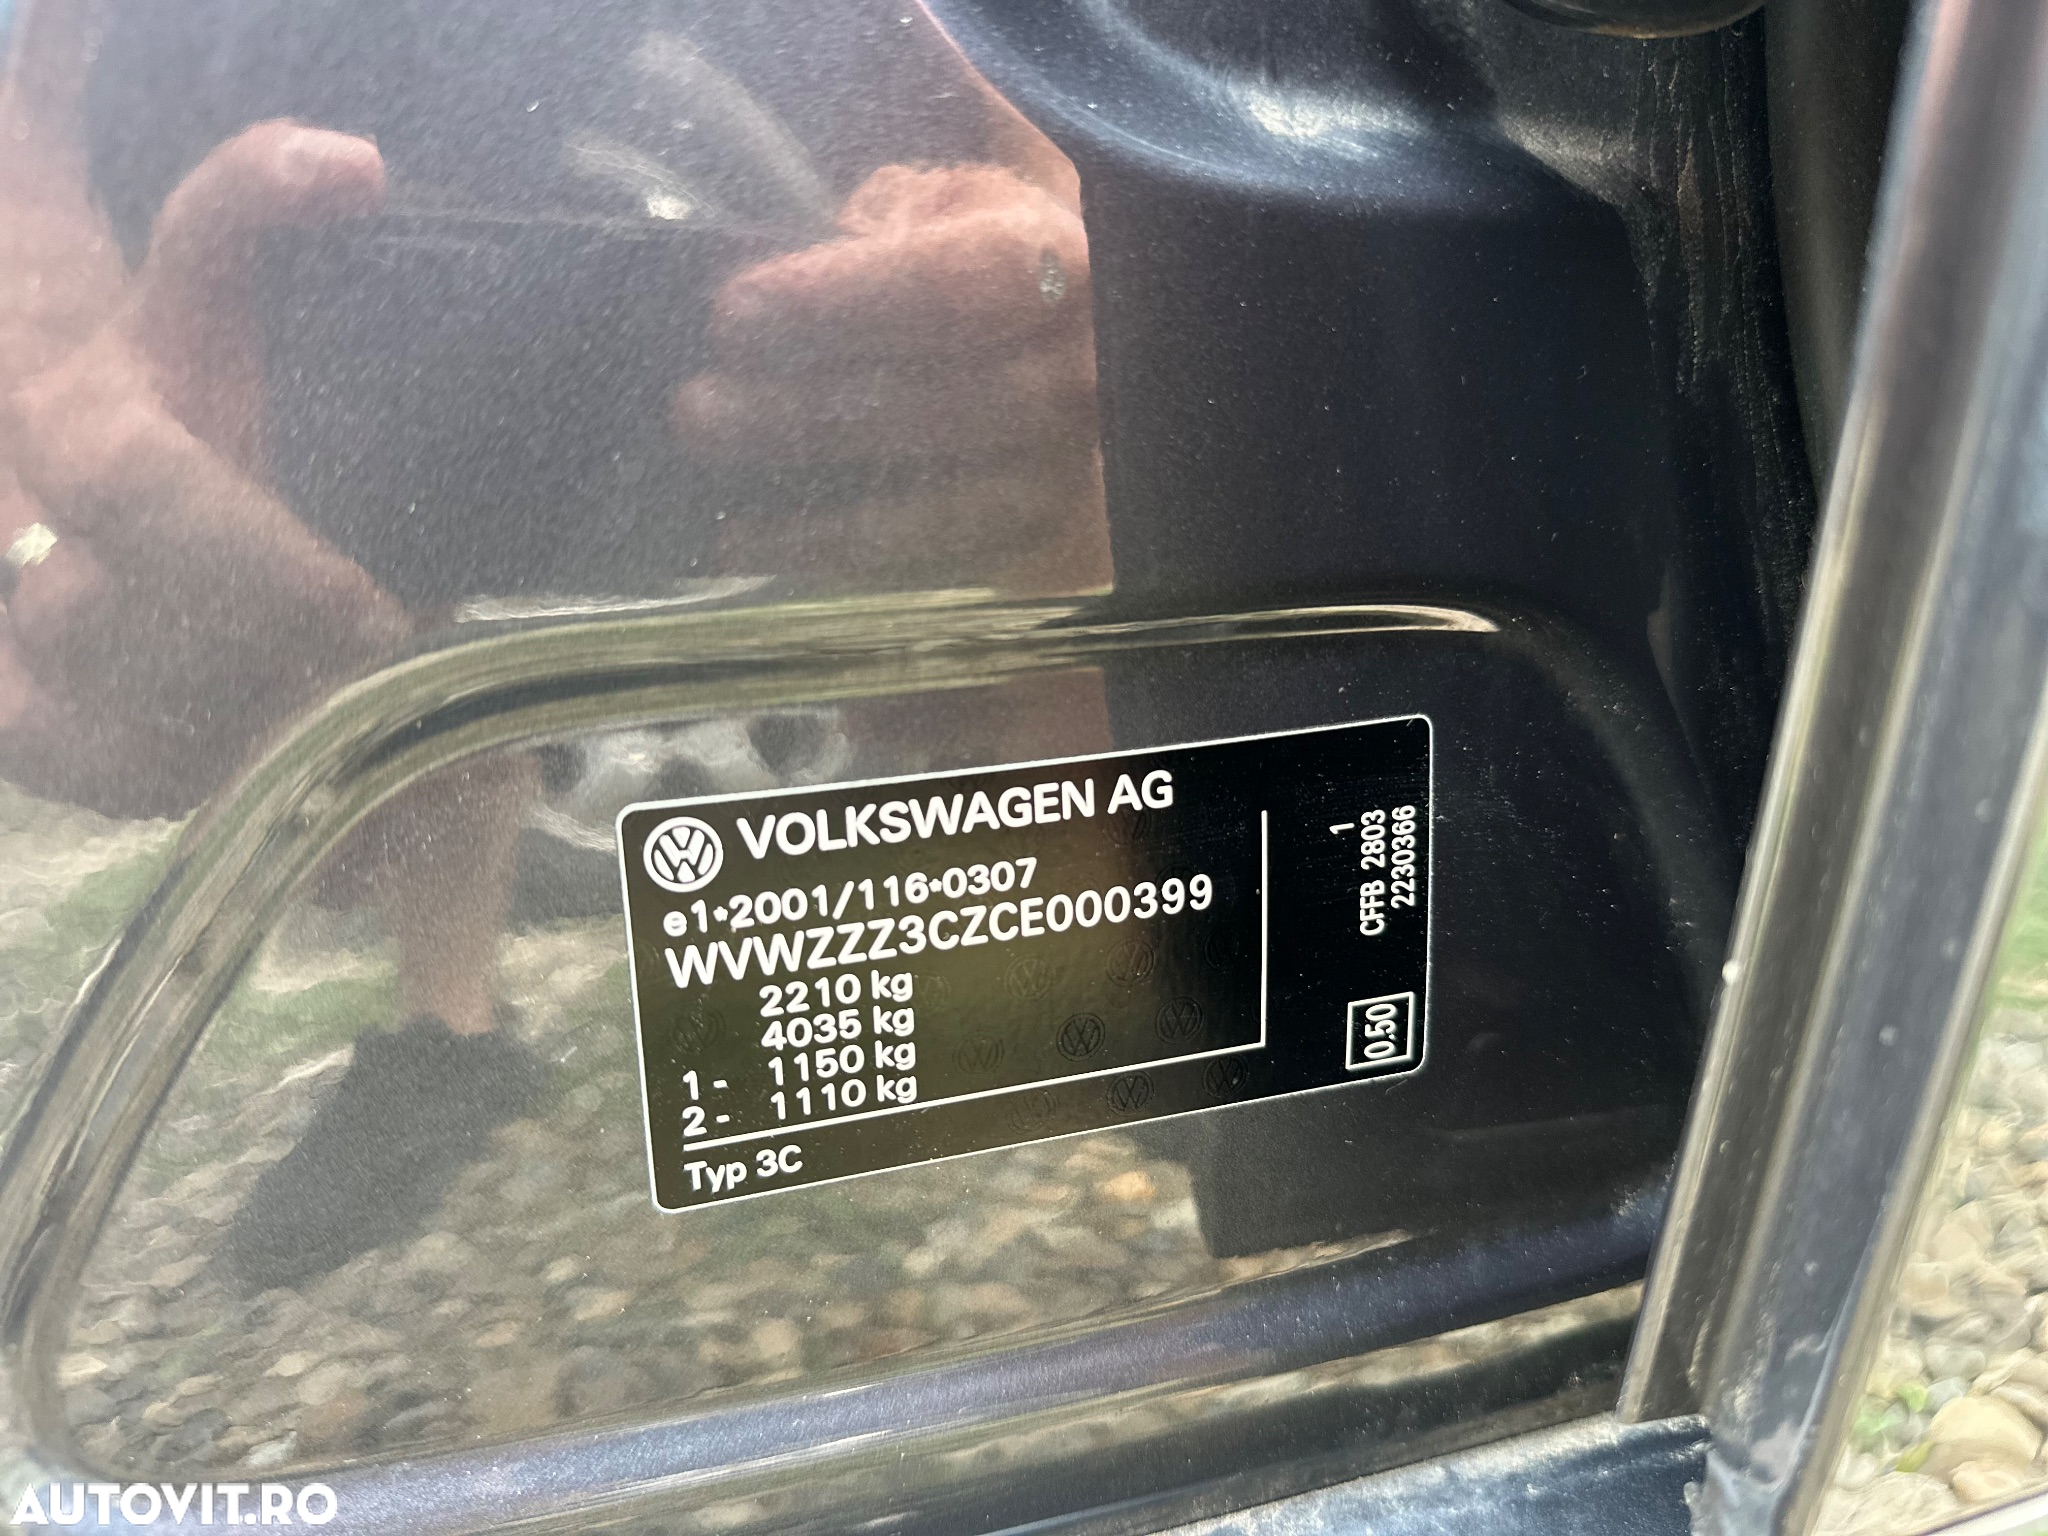 VOLKSWAGEN AG
e1*2001/116*0307
WVWZZZ3CZCE000399
2210 kg
4035 kg
1 - 1150 kg
2 - 1110 kg
Typ 3C
1
CFFB 2803
2230366
0.50
AUTOVIT.RO